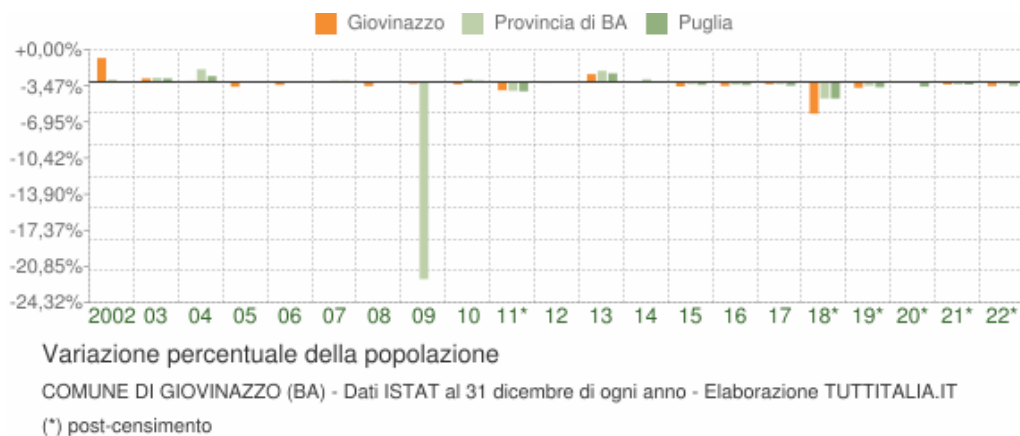 Giovinazzo Provincia di BA Puglia
+0,00%
-3,47%
-6,95%
-10,42%
-13,90%
-17,37%
-20,85%
-24,32%
2002 03 04 05 06 07 08 09 10 11* 12 13 14 15 16 17 18* 19* 20* 21* 22*
Variazione percentuale della popolazione
COMUNE DI GIOVINAZZO (BA) - Dati ISTAT al 31 dicembre di ogni anno - Elaborazione TUTTITALIA.IT
(*) post-censimento